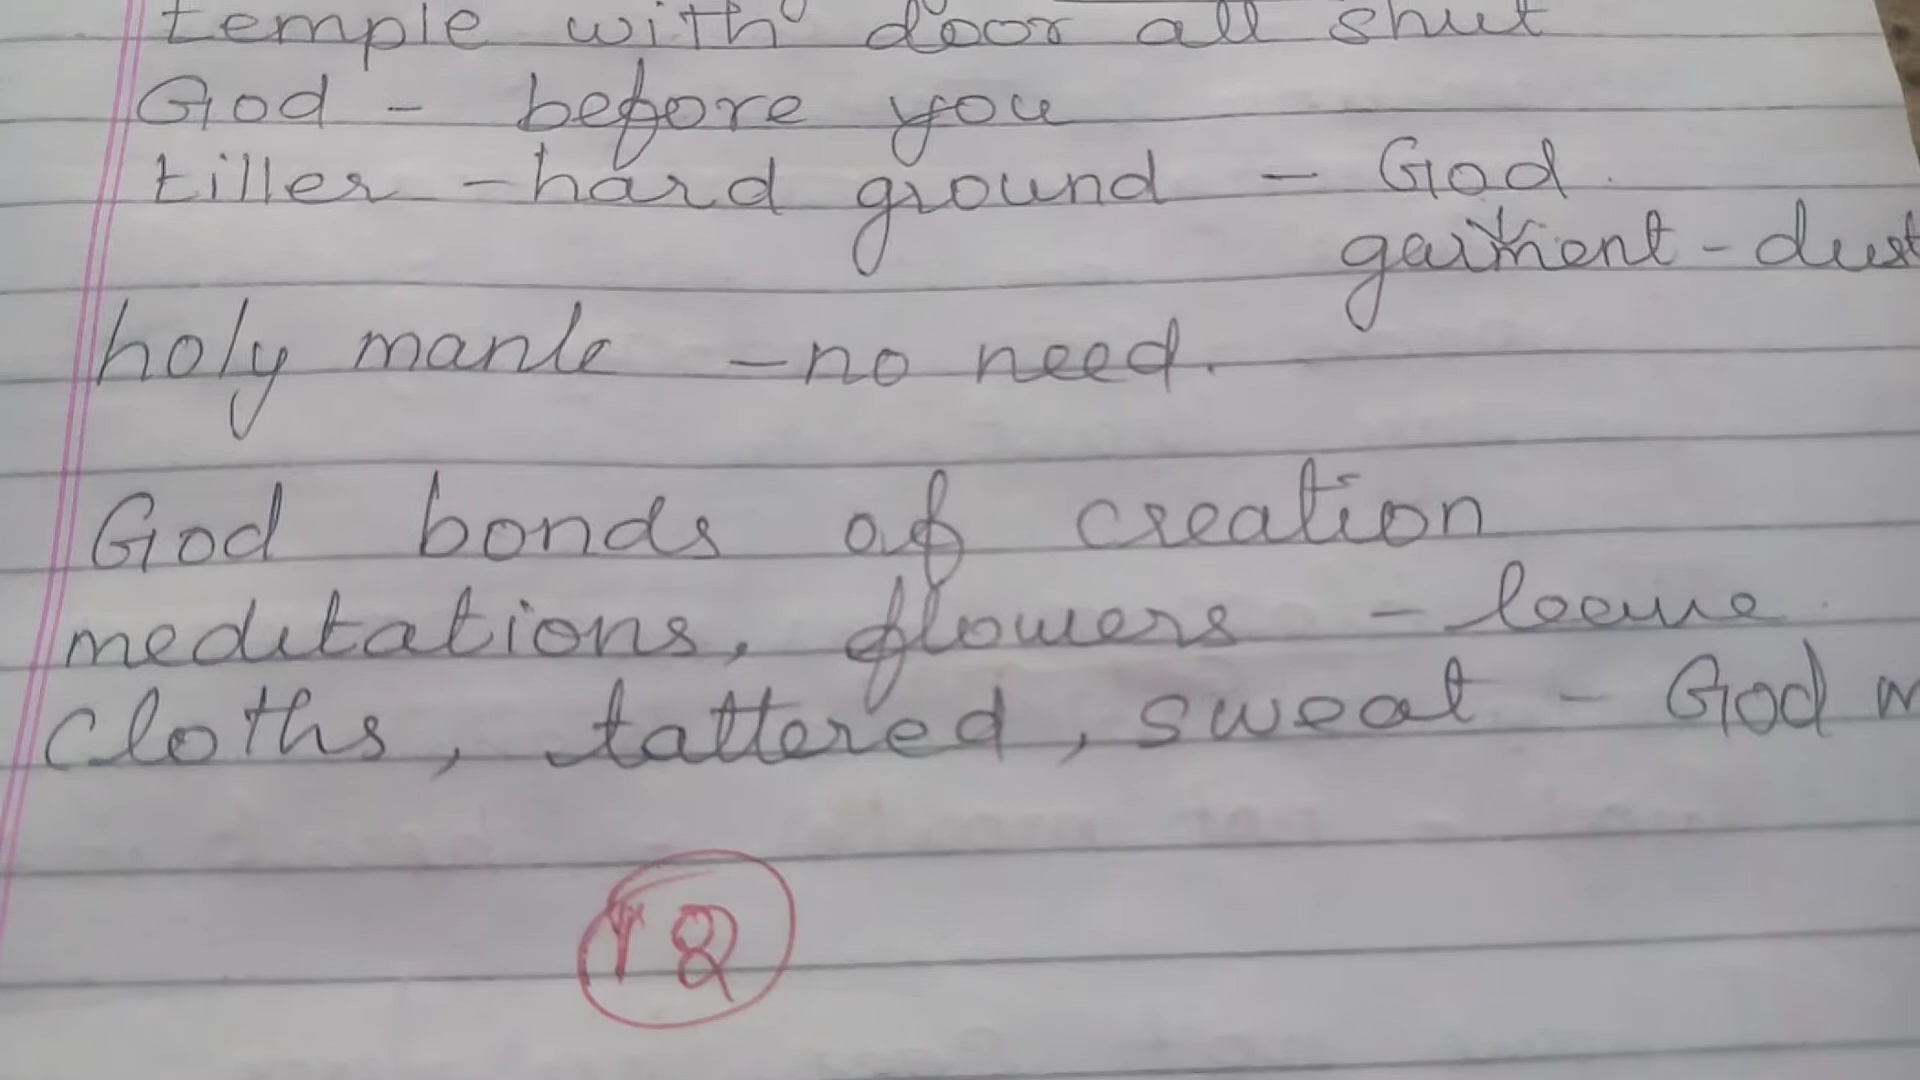 temple with door all shut
God - before you
tiller - hard ground - God
garment - dust
holy manle - no need.
God bonds of creation
meditations, flowers - leave
cloths, tattered, sweat - God
18